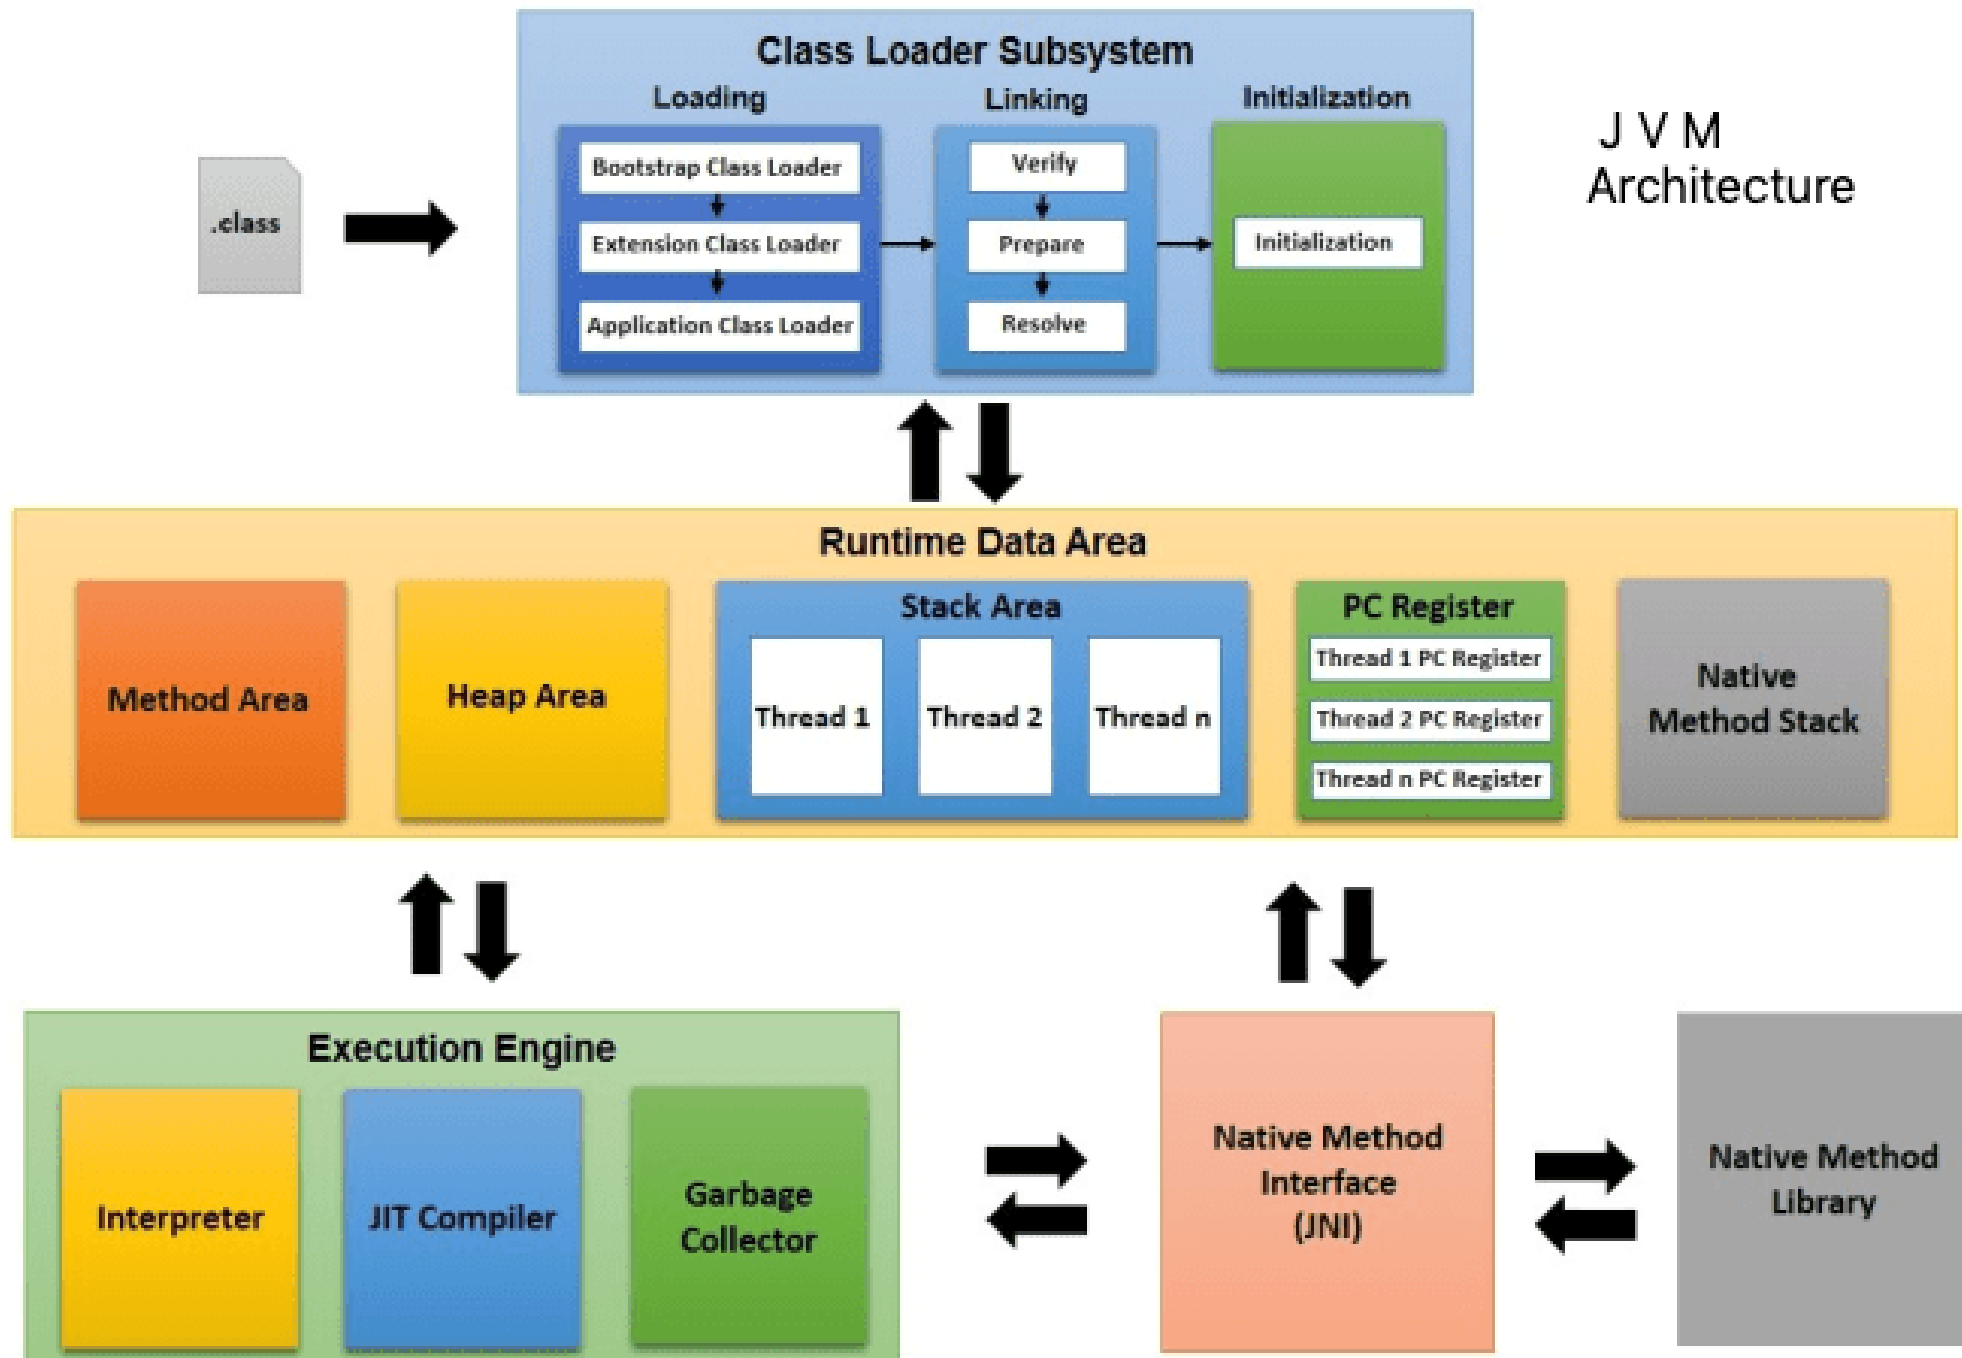 Class Loader Subsystem
Loading
Linking
Initialization
J V M
Architecture
.class
Bootstrap Class Loader
Extension Class Loader
Application Class Loader
Verify
Prepare
Resolve
Initialization
Runtime Data Area
Method Area
Heap Area
Stack Area
Thread 1
Thread 2
Thread n
PC Register
Thread 1 PC Register
Thread 2 PC Register
Thread n PC Register
Native
Method Stack
Execution Engine
Interpreter
JIT Compiler
Garbage
Collector
Native Method
Interface
(JNI)
Native Method
Library